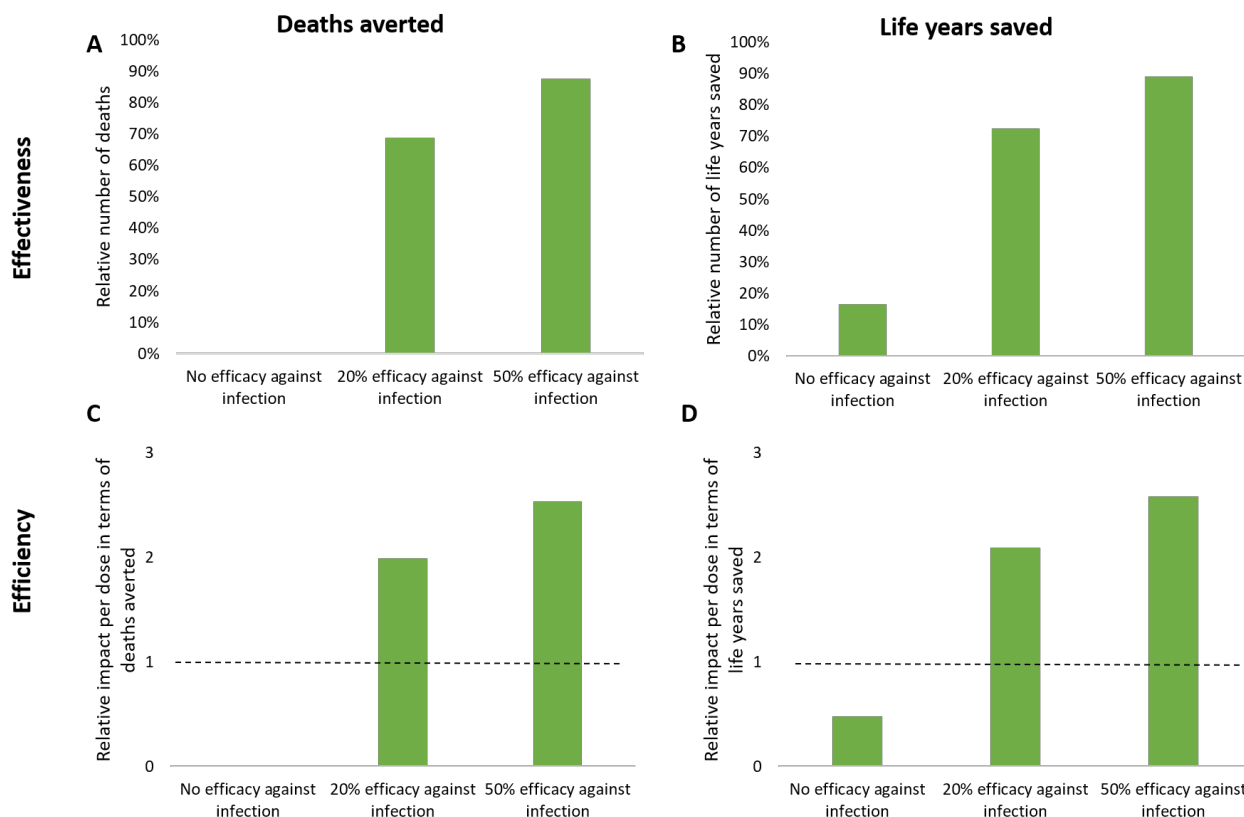 Deaths averted
Life years saved
Effectiveness
A
Relative number of deaths
100%
90%
80%
70%
60%
50%
40%
30%
20%
10%
0%
No efficacy against
infection
20% efficacy against
infection
50% efficacy against
infection
B
Relative number of life years saved
100%
90%
80%
70%
60%
50%
40%
30%
20%
10%
0%
No efficacy against
infection
20% efficacy against
infection
50% efficacy against
infection
Efficiency
C
Relative impact per dose in terms of
deaths averted
3
2
1
0
No efficacy against
infection
20% efficacy against
infection
50% efficacy against
infection
D
Relative impact per dose in terms of
life years saved
3
2
1
0
No efficacy against
infection
20% efficacy against
infection
50% efficacy against
infection